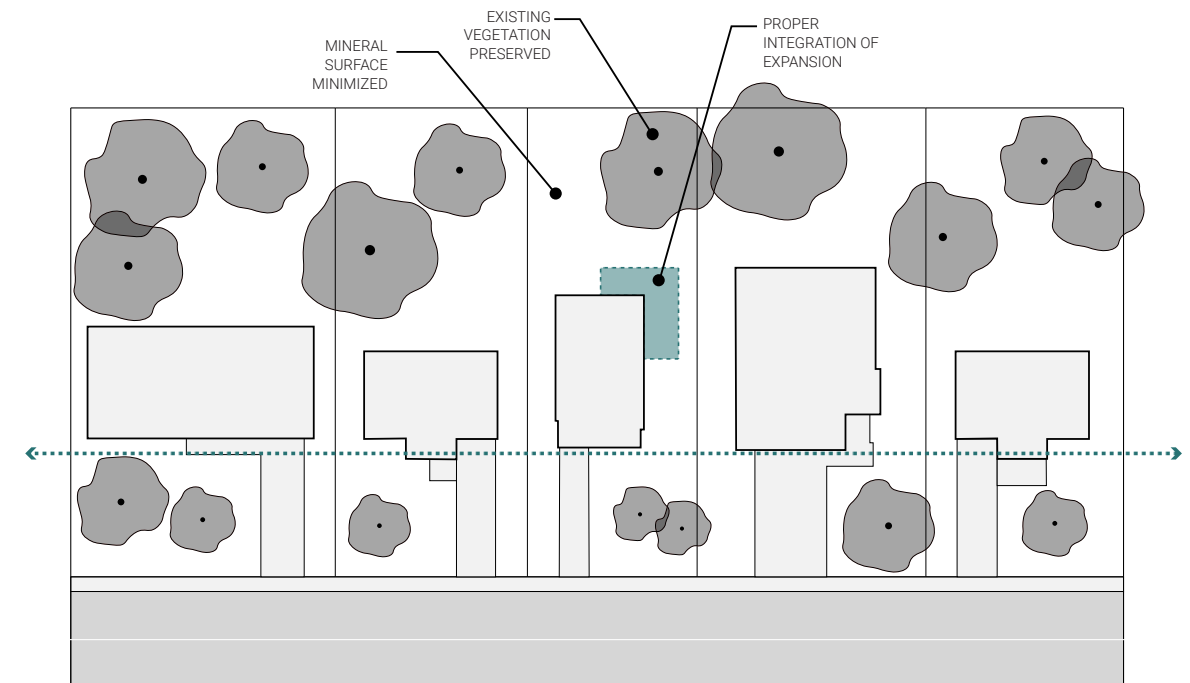 MINERAL
SURFACE
MINIMIZED
EXISTING
VEGETATION
PRESERVED
PROPER
INTEGRATION OF
EXPANSION